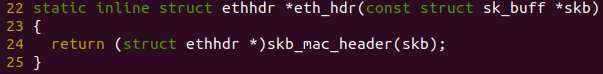 22 static inline struct ethhdr *eth_hdr(const struct sk_buff *skb)
23 {
24   return (struct ethhdr *)skb_mac_header(skb);
25 }